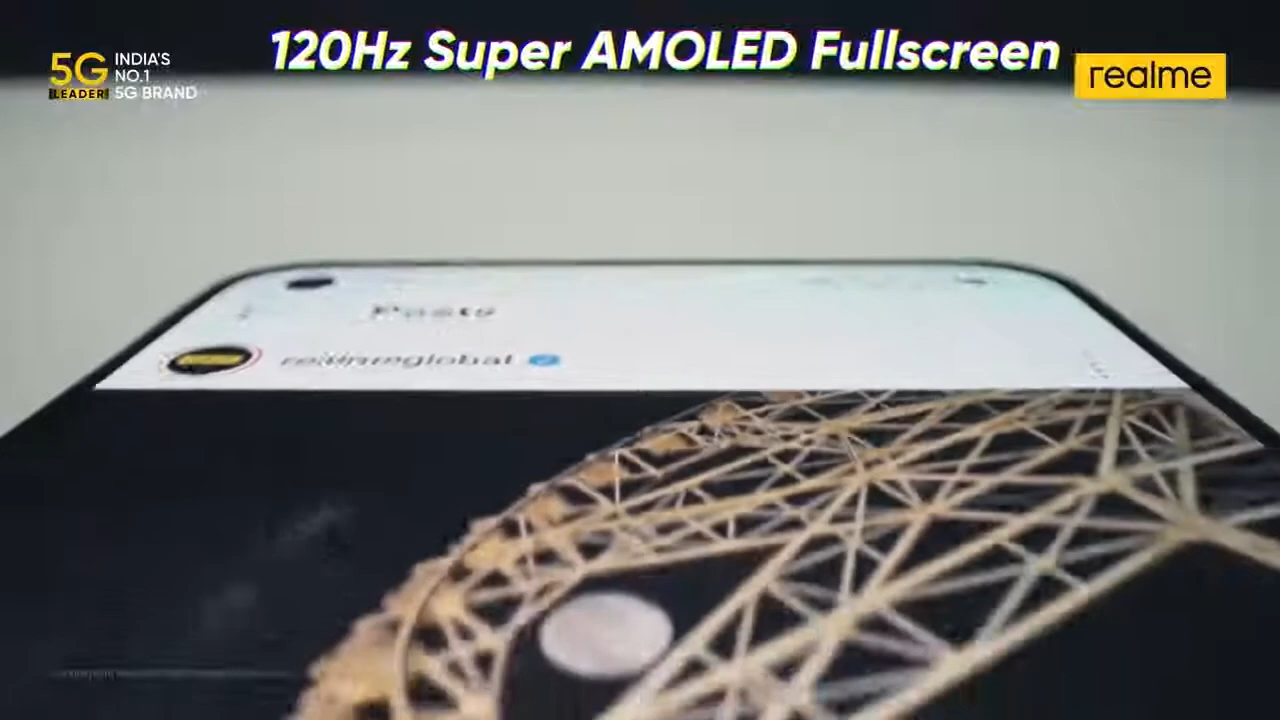 120Hz Super AMOLED Fullscreen
5G
LEADER
INDIA'S
NO.1
5G BRAND
realme
Posts
realmeglobal